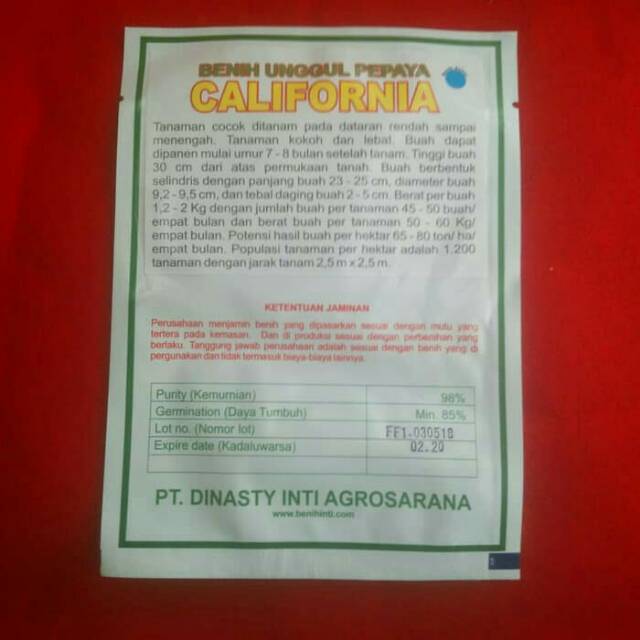 BENIH UNGGUL PEPAYA
CALIFORNIA
Tanaman cocok ditanam pada dataran rendah sampai
menengah. Tanaman kokoh dan lebat. Buah dapat
dipanen mulai umur 7 - 8 bulan setelah tanam. Tinggi buah
30 cm dari atas permukaan tanah. Buah berbentuk
selindris dengan panjang buah 23 - 25 cm, diameter buah
9,2 - 9,5 cm, dan tebal daging buah 2 - 5 cm. Berat per buah
1,2 - 2 Kg dengan jumlah buah per tanaman 45 - 50 buah/
empat bulan dan berat buah per tanaman 50 - 60 Kg/
empat bulan. Potensi hasil buah per hektar 65 - 80 ton/ ha/
empat bulan. Populasi tanaman per hektar adalah 1.200
tanaman dengan jarak tanam 2,5 m x 2,5 m.
KETENTUAN JAMINAN
Perusahaan menjamin benih yang dipasarkan sesuai dengan mutu yang
tertera pada kemasan. Dan di produksi sesuai dengan perbenihan yang
berlaku. Tanggung jawab perusahaan adalah sesuai dengan benih yang di
pergunakan dan tidak termasuk biaya-biaya lainnya.
Purity (Kemurnian) 98%
Germination (Daya Tumbuh) Min. 85%
Lot no. (Nomor lot) FF1.030518
Expire date (Kadaluwarsa) 02.20
PT. DINASTY INTI AGROSARANA
www.benihinti.com